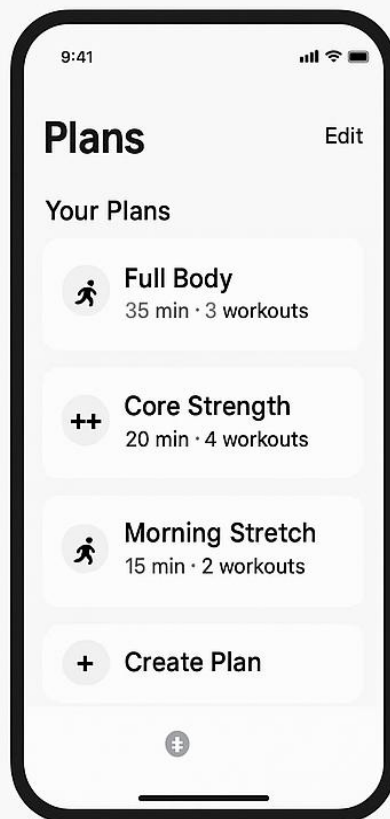 9:41
Plans
Edit
Your Plans
Full Body
35 min · 3 workouts
++
Core Strength
20 min · 4 workouts
Morning Stretch
15 min · 2 workouts
+
Create Plan